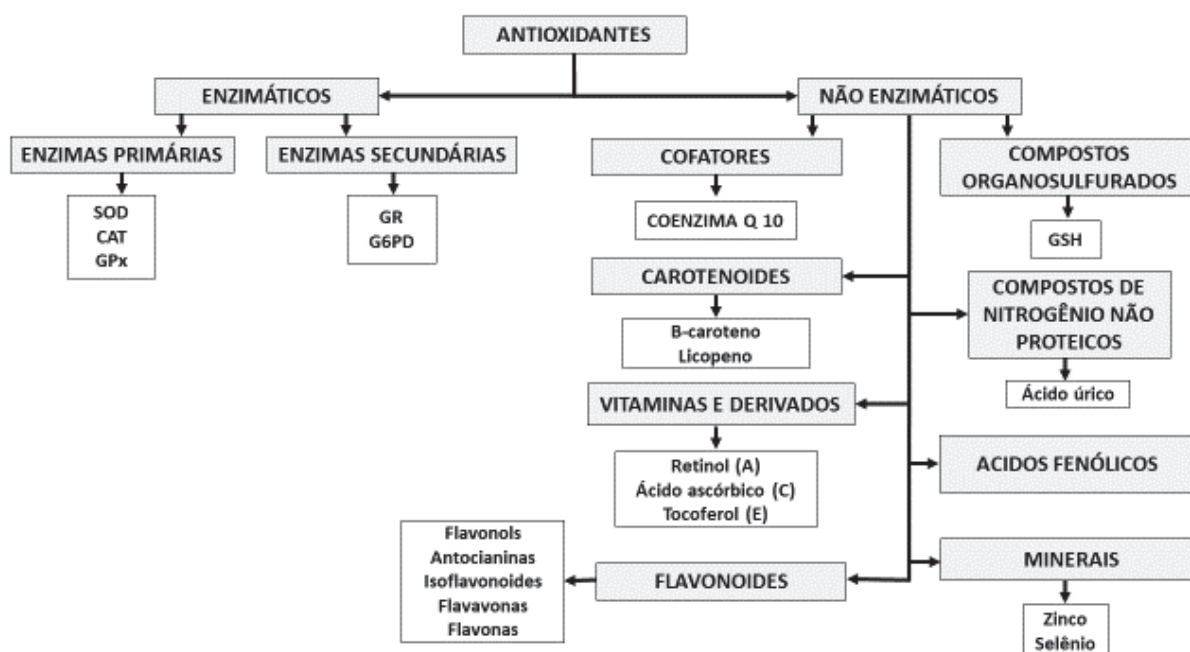 ANTIOXIDANTES
ENZIMÁTICOS
NÃO ENZIMÁTICOS
ENZIMAS PRIMÁRIAS
ENZIMAS SECUNDÁRIAS
SOD
CAT
GPx
GR
G6PD
COFATORES
COENZIMA Q 10
COMPOSTOS
ORGANOSULFURADOS
GSH
CAROTENOIDES
B-caroteno
Licopeno
COMPOSTOS DE
NITROGÊNIO NÃO
PROTEICOS
Ácido úrico
VITAMINAS E DERIVADOS
Retinol (A)
Ácido ascórbico (C)
Tocoferol (E)
ACIDOS FENÓLICOS
FLAVONOIDES
Flavonols
Antocianinas
Isoflavonoides
Flavavonas
Flavonas
MINERAIS
Zinco
Selênio